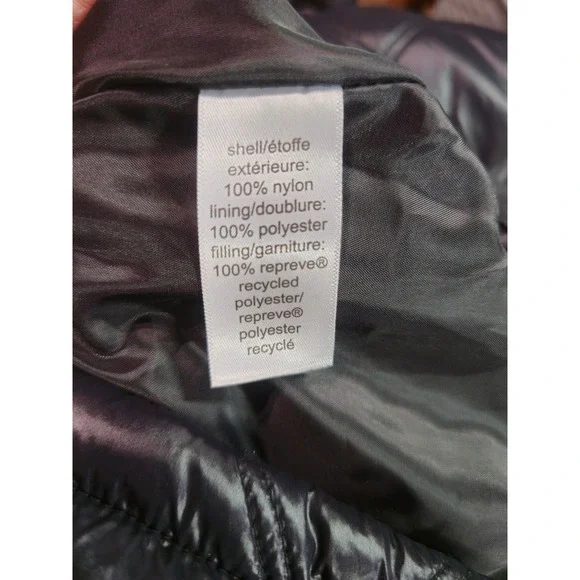 shell/étoffe
extérieure:
100% nylon
lining/doublure:
100% polyester
filling/garniture:
100% repreve®
recycled
polyester/
repreve®
polyester
recyclé